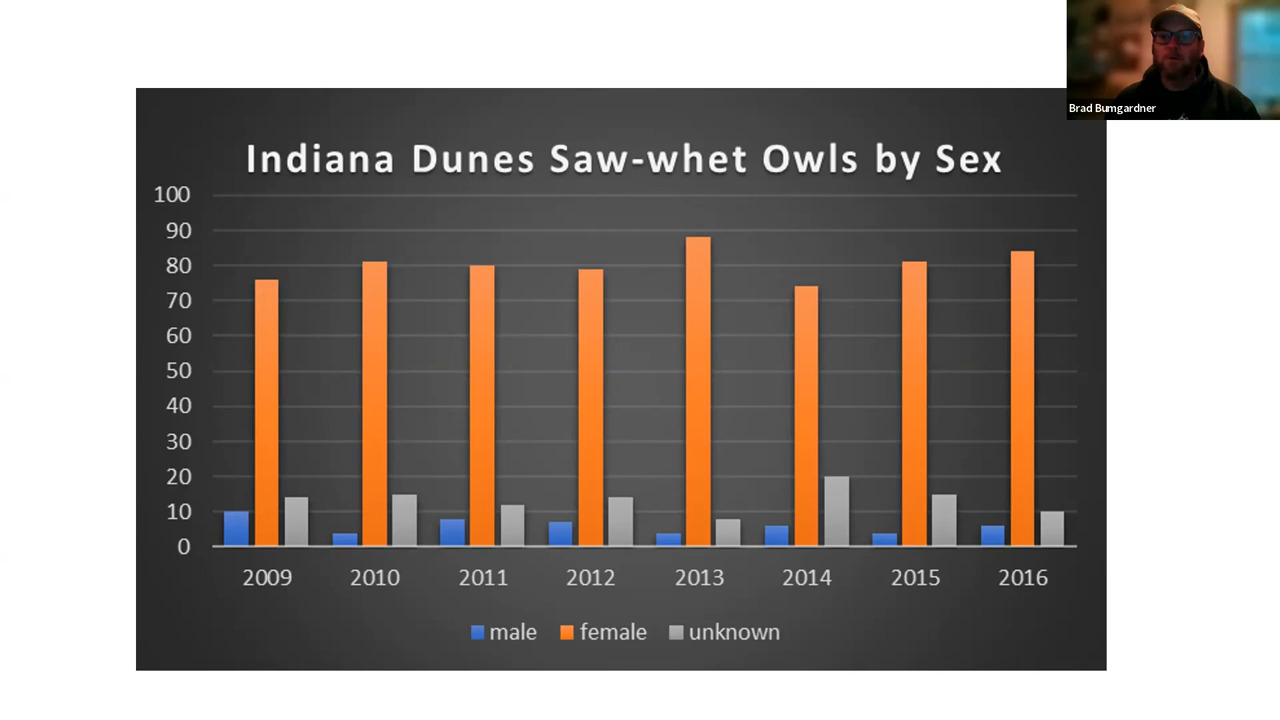 Brad Bumgardner
Indiana Dunes Saw-whet Owls by Sex
100
90
80
70
60
50
40
30
20
10
0
2009 2010 2011 2012 2013 2014 2015 2016
male female unknown